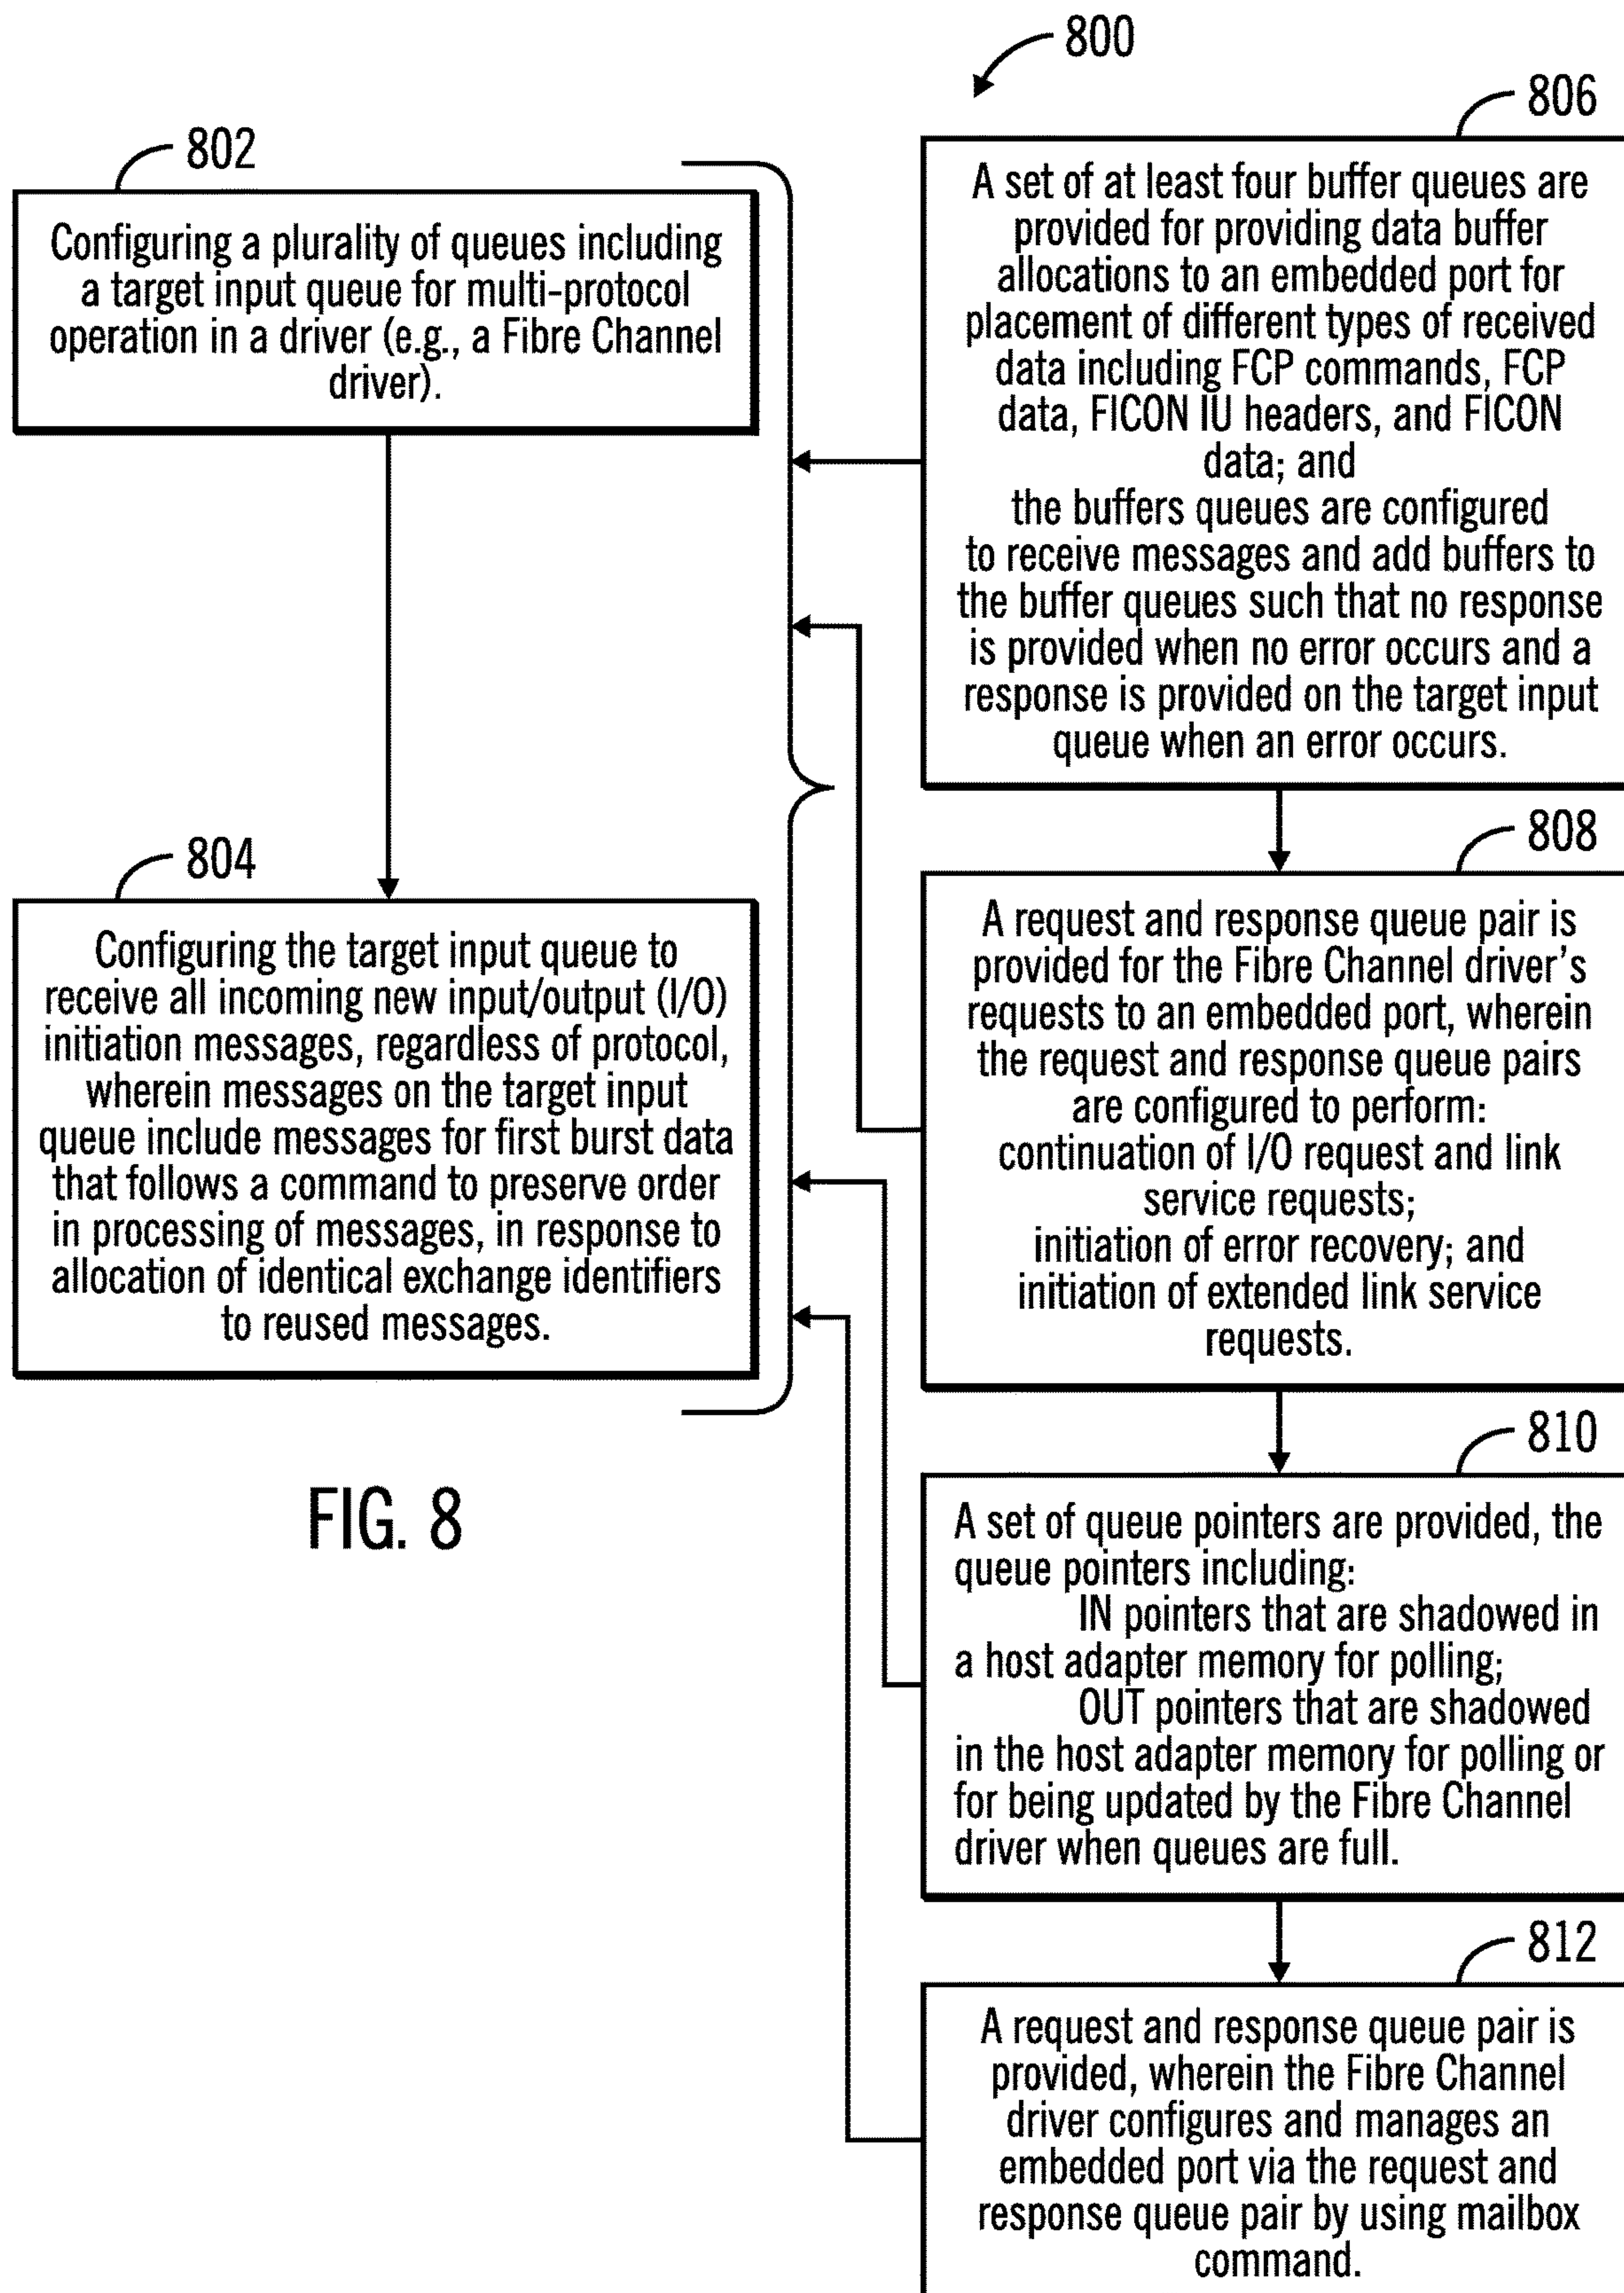 800
802
Configuring a plurality of queues including
a target input queue for multi-protocol
operation in a driver (e.g., a Fibre Channel
driver).
804
Configuring the target input queue to
receive all incoming new input/output (I/O)
initiation messages, regardless of protocol,
wherein messages on the target input
queue include messages for first burst data
that follows a command to preserve order
in processing of messages, in response to
allocation of identical exchange identifiers
to reused messages.
806
A set of at least four buffer queues are
provided for providing data buffer
allocations to an embedded port for
placement of different types of received
data including FCP commands, FCP
data, FICON IU headers, and FICON
data; and
the buffers queues are configured
to receive messages and add buffers to
the buffer queues such that no response
is provided when no error occurs and a
response is provided on the target input
queue when an error occurs.
808
A request and response queue pair is
provided for the Fibre Channel driver's
requests to an embedded port, wherein
the request and response queue pairs
are configured to perform:
continuation of I/O request and link
service requests;
initiation of error recovery; and
initiation of extended link service
requests.
810
A set of queue pointers are provided, the
queue pointers including:
IN pointers that are shadowed in
a host adapter memory for polling;
OUT pointers that are shadowed
in the host adapter memory for polling or
for being updated by the Fibre Channel
driver when queues are full.
812
A request and response queue pair is
provided, wherein the Fibre Channel
driver configures and manages an
embedded port via the request and
response queue pair by using mailbox
command.
FIG. 8